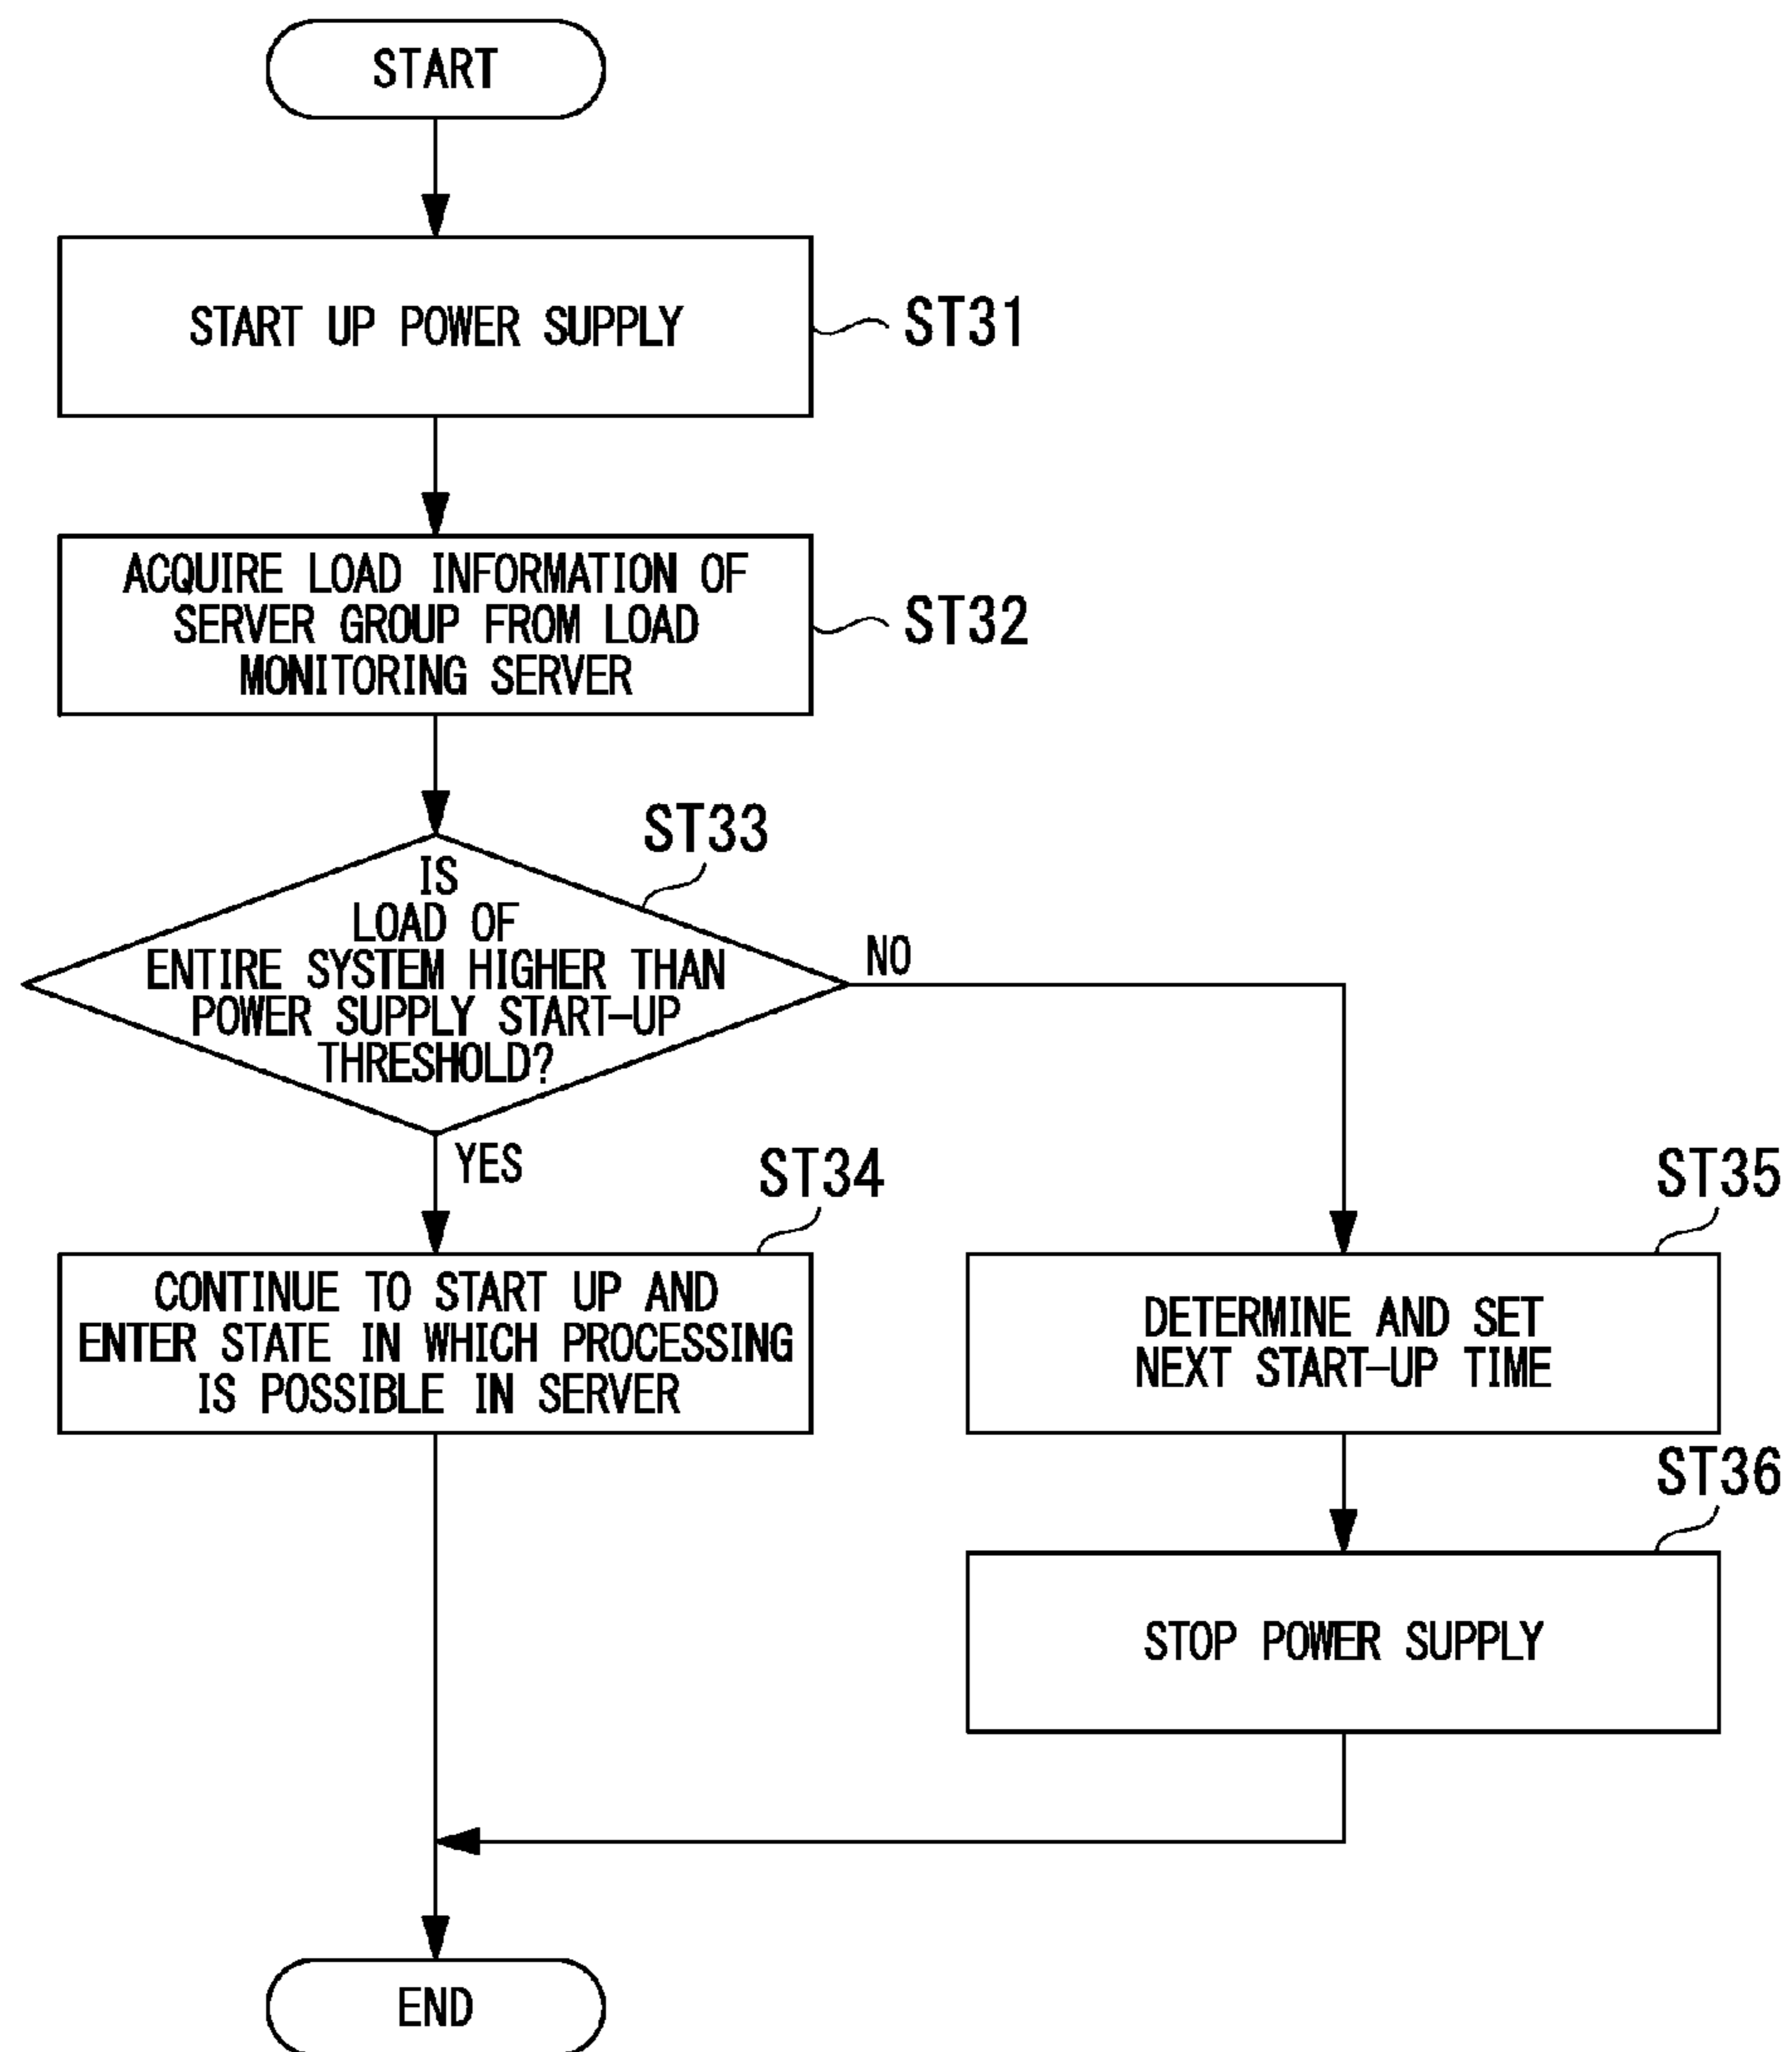 START
START UP POWER SUPPLY
ST31
ACQUIRE LOAD INFORMATION OF
SERVER GROUP FROM LOAD
MONITORING SERVER
ST32
ST33
IS
LOAD OF
ENTIRE SYSTEM HIGHER THAN
POWER SUPPLY START-UP
THRESHOLD?
NO
YES
ST34
CONTINUE TO START UP AND
ENTER STATE IN WHICH PROCESSING
IS POSSIBLE IN SERVER
ST35
DETERMINE AND SET
NEXT START-UP TIME
ST36
STOP POWER SUPPLY
END